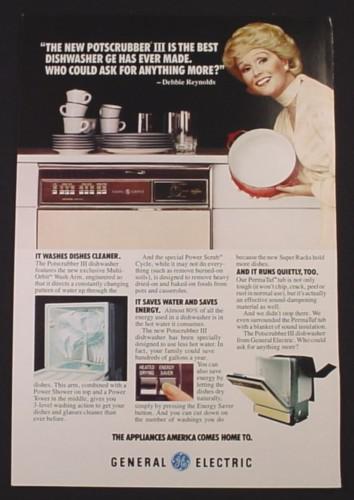 "THE NEW POTSCRUBBER III IS THE BEST
DISHWASHER GE HAS EVER MADE.
WHO COULD ASK FOR ANYTHING MORE?"
—Debbie Reynolds
IT WASHES DISHES CLEANER.
The Potscrubber III dishwasher
features the new exclusive Multi-
Orbit™ Wash Arm, engineered so
that it directs a constantly changing
pattern of water up through the
dishes. This arm, combined with a
Power Shower on top and a Power
Tower in the middle, gives you
3-level washing action to get your
dishes and glasses cleaner than
ever before.
And the special Power Scrub®
Cycle, while it may not do every-
thing (such as remove burned-on
soils), is designed to remove heavy
dried-on and baked-on foods from
pots and casseroles.
IT SAVES WATER AND SAVES
ENERGY. Almost 80% of all the
energy used in a dishwasher is in
the hot water it consumes.
The new Potscrubber III
dishwasher has been specially
designed to use less hot water. In
fact, your family could save
hundreds of gallons a year.
HEATED DRYING
ENERGY SAVER
You can
also save
energy by
letting the
dishes dry
naturally,
simply by pressing the Energy Saver
button. And you can cut down on
the number of washings you do
because the new Super Racks hold
more dishes.
AND IT RUNS QUIETLY, TOO.
Our PermaTuf® tub is not only
tough (it won't chip, crack, peel or
rust in normal use), but it's actually
an effective sound-dampening
material as well.
And we didn't stop there. We
even surrounded the PermaTuf tub
with a blanket of sound insulation.
The Potscrubber III dishwasher
from General Electric. Who could
ask for anything more?
THE APPLIANCES AMERICA COMES HOME TO.
GENERAL GE ELECTRIC